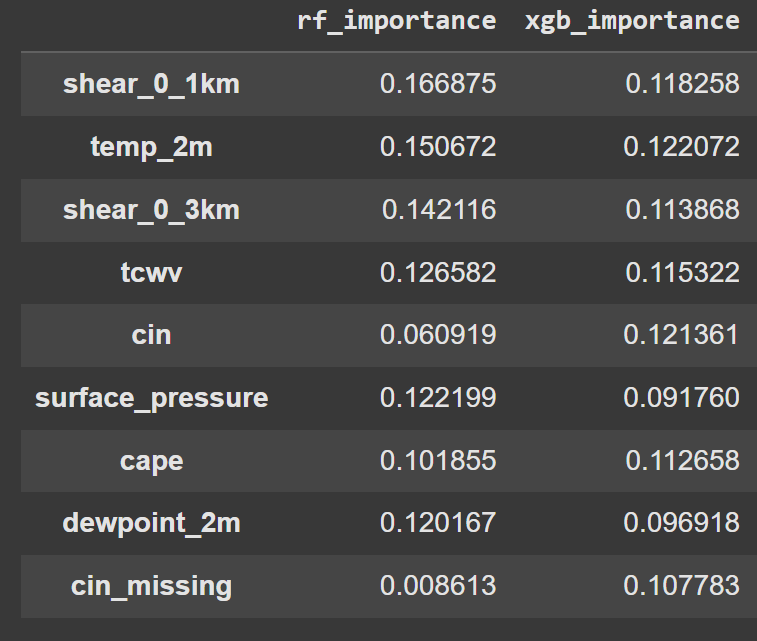 rf_importance xgb_importance
shear_0_1km 0.166875 0.118258
temp_2m 0.150672 0.122072
shear_0_3km 0.142116 0.113868
tcwv 0.126582 0.115322
cin 0.060919 0.121361
surface_pressure 0.122199 0.091760
cape 0.101855 0.112658
dewpoint_2m 0.120167 0.096918
cin_missing 0.008613 0.107783